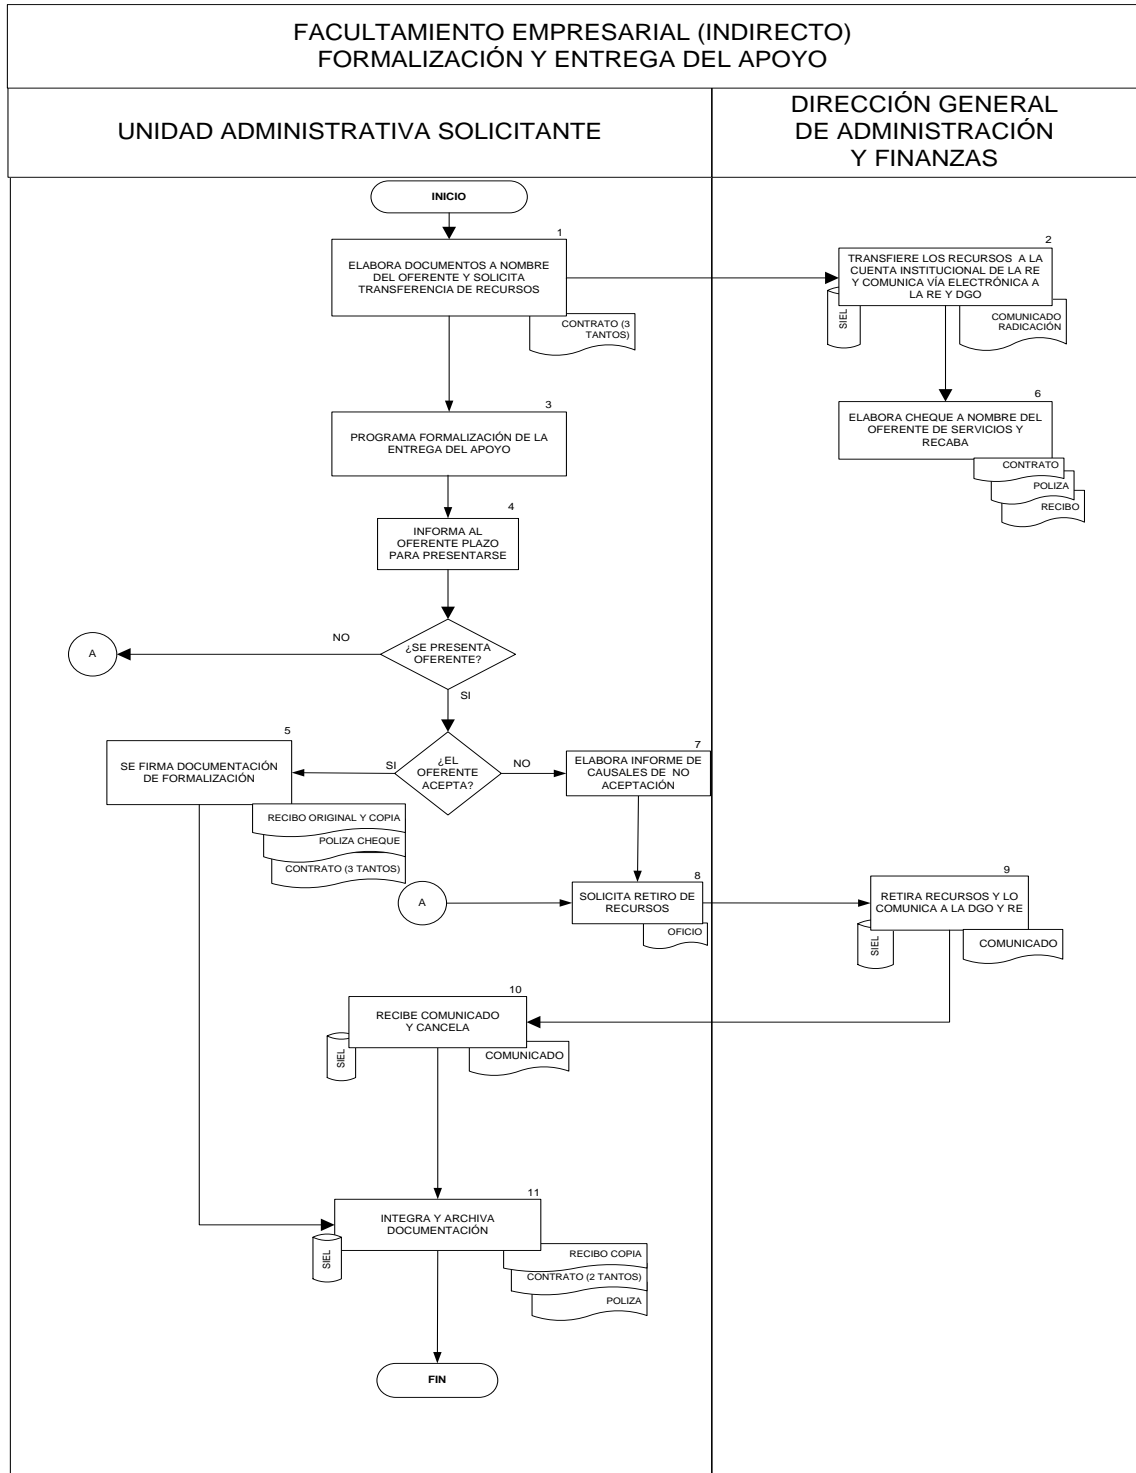 FACULTAMIENTO EMPRESARIAL (INDIRECTO)
FORMALIZACIÓN Y ENTREGA DEL APOYO
UNIDAD ADMINISTRATIVA SOLICITANTE
DIRECCIÓN GENERAL
DE ADMINISTRACIÓN
Y FINANZAS
INICIO
1
ELABORA DOCUMENTOS A NOMBRE
DEL OFERENTE Y SOLICITA
TRANSFERENCIA DE RECURSOS
CONTRATO (3
TANTOS)
2
TRANSFIERE LOS RECURSOS A LA
CUENTA INSTITUCIONAL DE LA RE
Y COMUNICA VÍA ELECTRÓNICA A
LA RE Y DGO
SIEL
COMUNICADO
RADICACIÓN
3
PROGRAMA FORMALIZACIÓN DE LA
ENTREGA DEL APOYO
6
ELABORA CHEQUE A NOMBRE DEL
OFERENTE DE SERVICIOS Y
RECABA
CONTRATO
POLIZA
RECIBO
4
INFORMA AL
OFERENTE PLAZO
PARA PRESENTARSE
¿SE PRESENTA
OFERENTE?
NO
A
SI
¿EL
OFERENTE
ACEPTA?
SI
NO
5
SE FIRMA DOCUMENTACIÓN
DE FORMALIZACIÓN
RECIBO ORIGINAL Y COPIA
POLIZA CHEQUE
CONTRATO (3 TANTOS)
7
ELABORA INFORME DE
CAUSALES DE NO
ACEPTACIÓN
A
8
SOLICITA RETIRO DE
RECURSOS
OFICIO
9
RETIRA RECURSOS Y LO
COMUNICA A LA DGO Y RE
SIEL
COMUNICADO
10
RECIBE COMUNICADO
Y CANCELA
SIEL
COMUNICADO
11
INTEGRA Y ARCHIVA
DOCUMENTACIÓN
SIEL
RECIBO COPIA
CONTRATO (2 TANTOS)
POLIZA
FIN